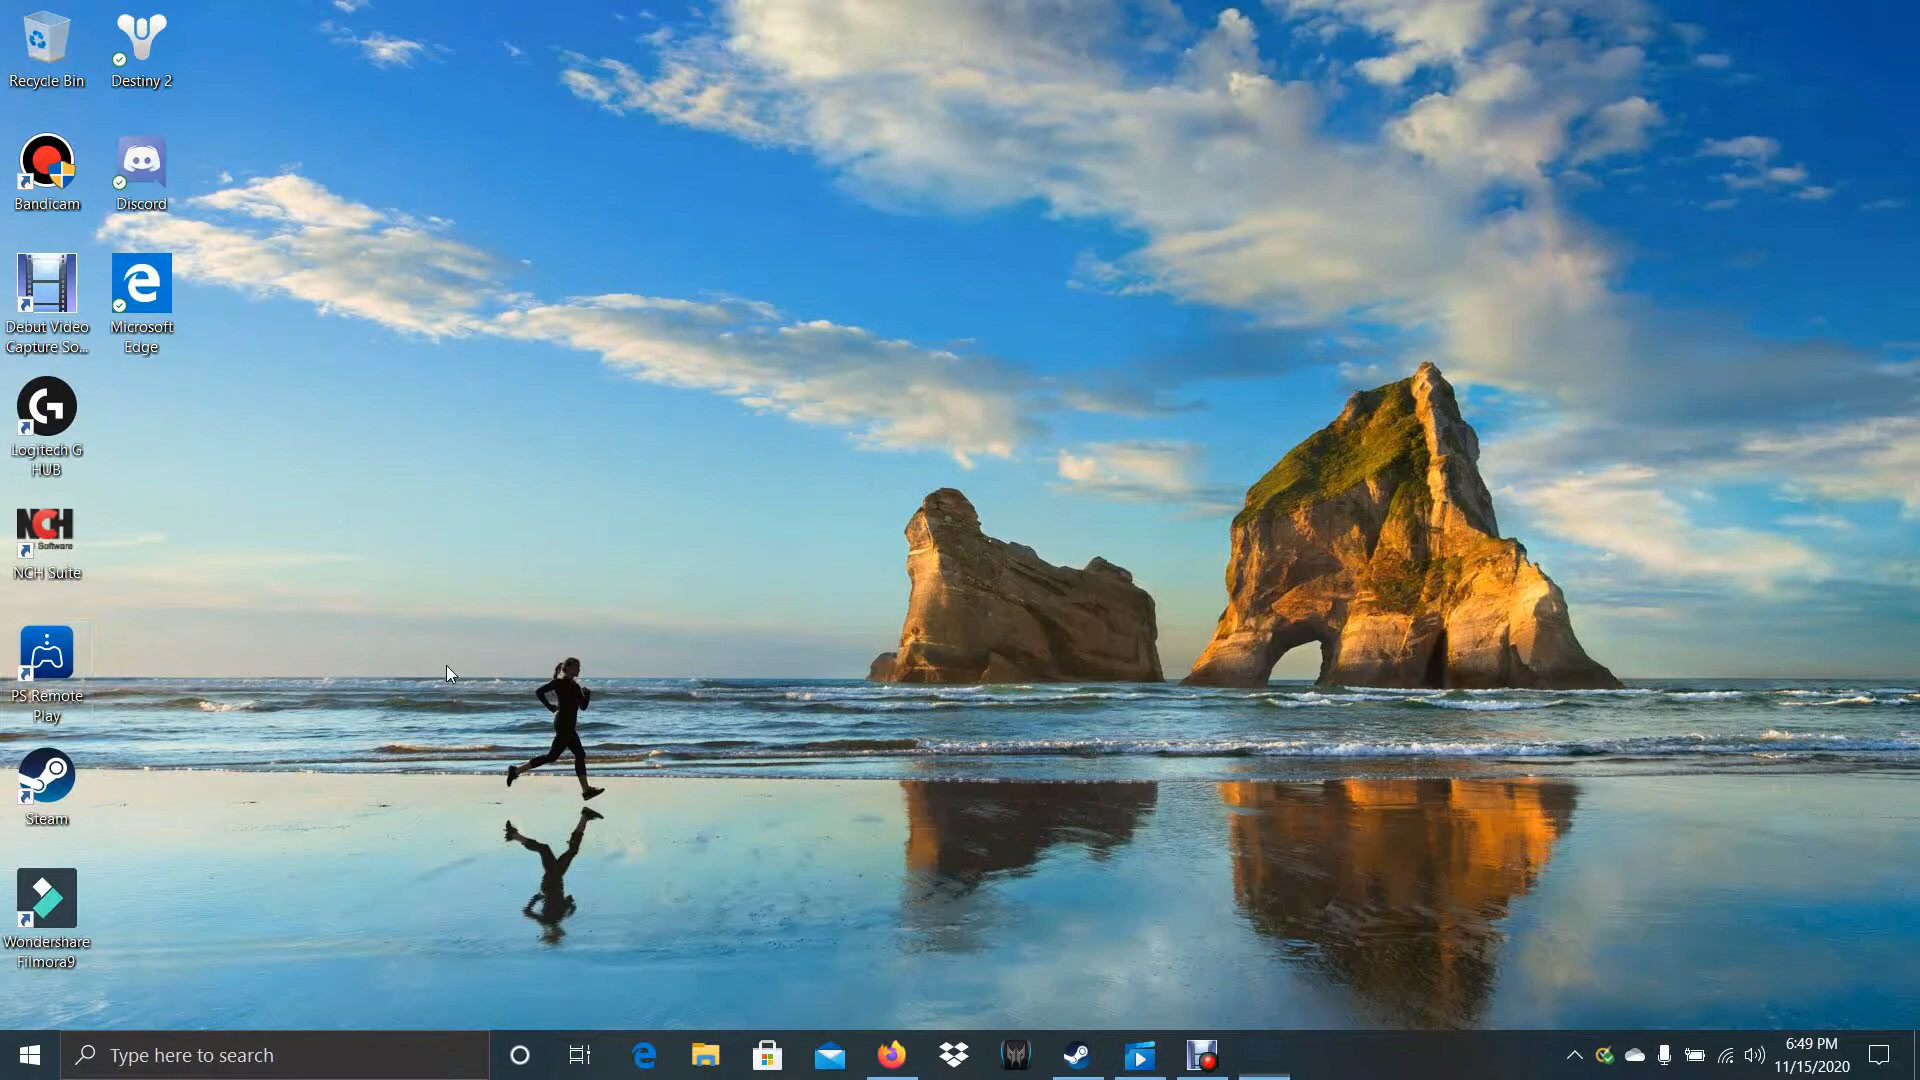 Recycle Bin
Destiny 2
Bandicam
Discord
Debut Video
Capture So...
Microsoft
Edge
Logitech G
HUB
NCH
Software
NCH Suite
PS Remote
Play
Steam
Wondershare
Filmora9
Type here to search
6:49 PM
11/15/2020